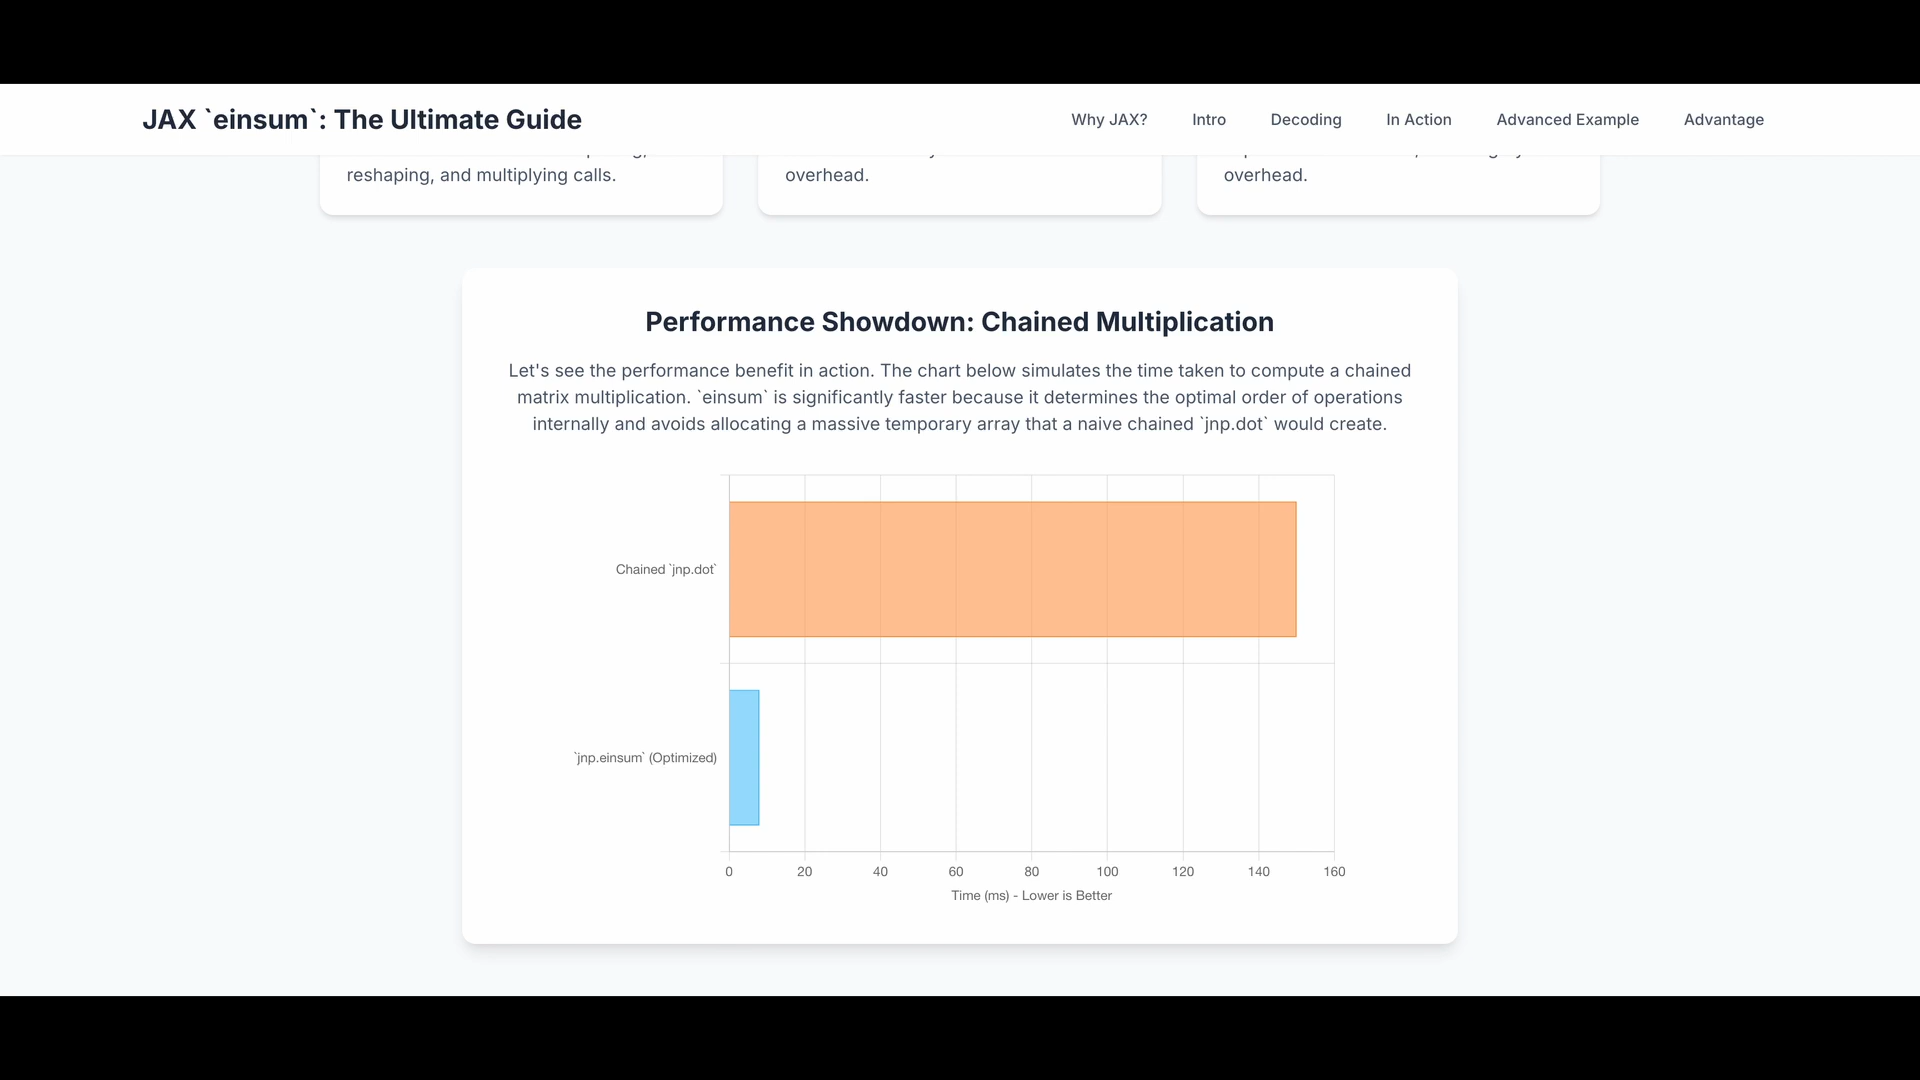 JAX `einsum`: The Ultimate Guide
Why JAX? Intro Decoding In Action Advanced Example Advantage
reshaping, and multiplying calls.
overhead.
overhead.
Performance Showdown: Chained Multiplication
Let's see the performance benefit in action. The chart below simulates the time taken to compute a chained
matrix multiplication. `einsum` is significantly faster because it determines the optimal order of operations
internally and avoids allocating a massive temporary array that a naive chained `jnp.dot` would create.
Chained `jnp.dot`
`jnp.einsum` (Optimized)
0 20 40 60 80 100 120 140 160
Time (ms) - Lower is Better